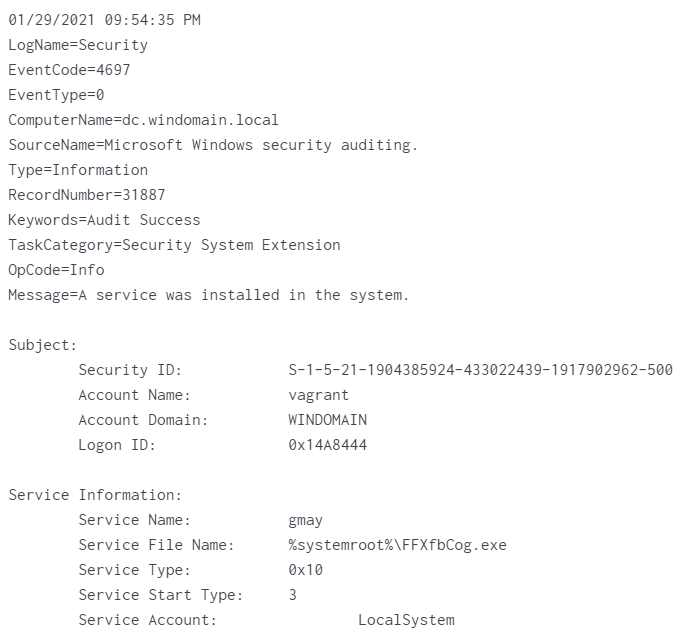 01/29/2021 09:54:35 PM
LogName=Security
EventCode=4697
EventType=0
ComputerName=dc.windomain.local
SourceName=Microsoft Windows security auditing.
Type=Information
RecordNumber=31887
Keywords=Audit Success
TaskCategory=Security System Extension
OpCode=Info
Message=A service was installed in the system.
Subject:
Security ID: S-1-5-21-1904385924-433022439-1917902962-500
Account Name: vagrant
Account Domain: WINDOMAIN
Logon ID: 0x14A8444
Service Information:
Service Name: gmay
Service File Name: %systemroot%\FFXfbCog.exe
Service Type: 0x10
Service Start Type: 3
Service Account: LocalSystem